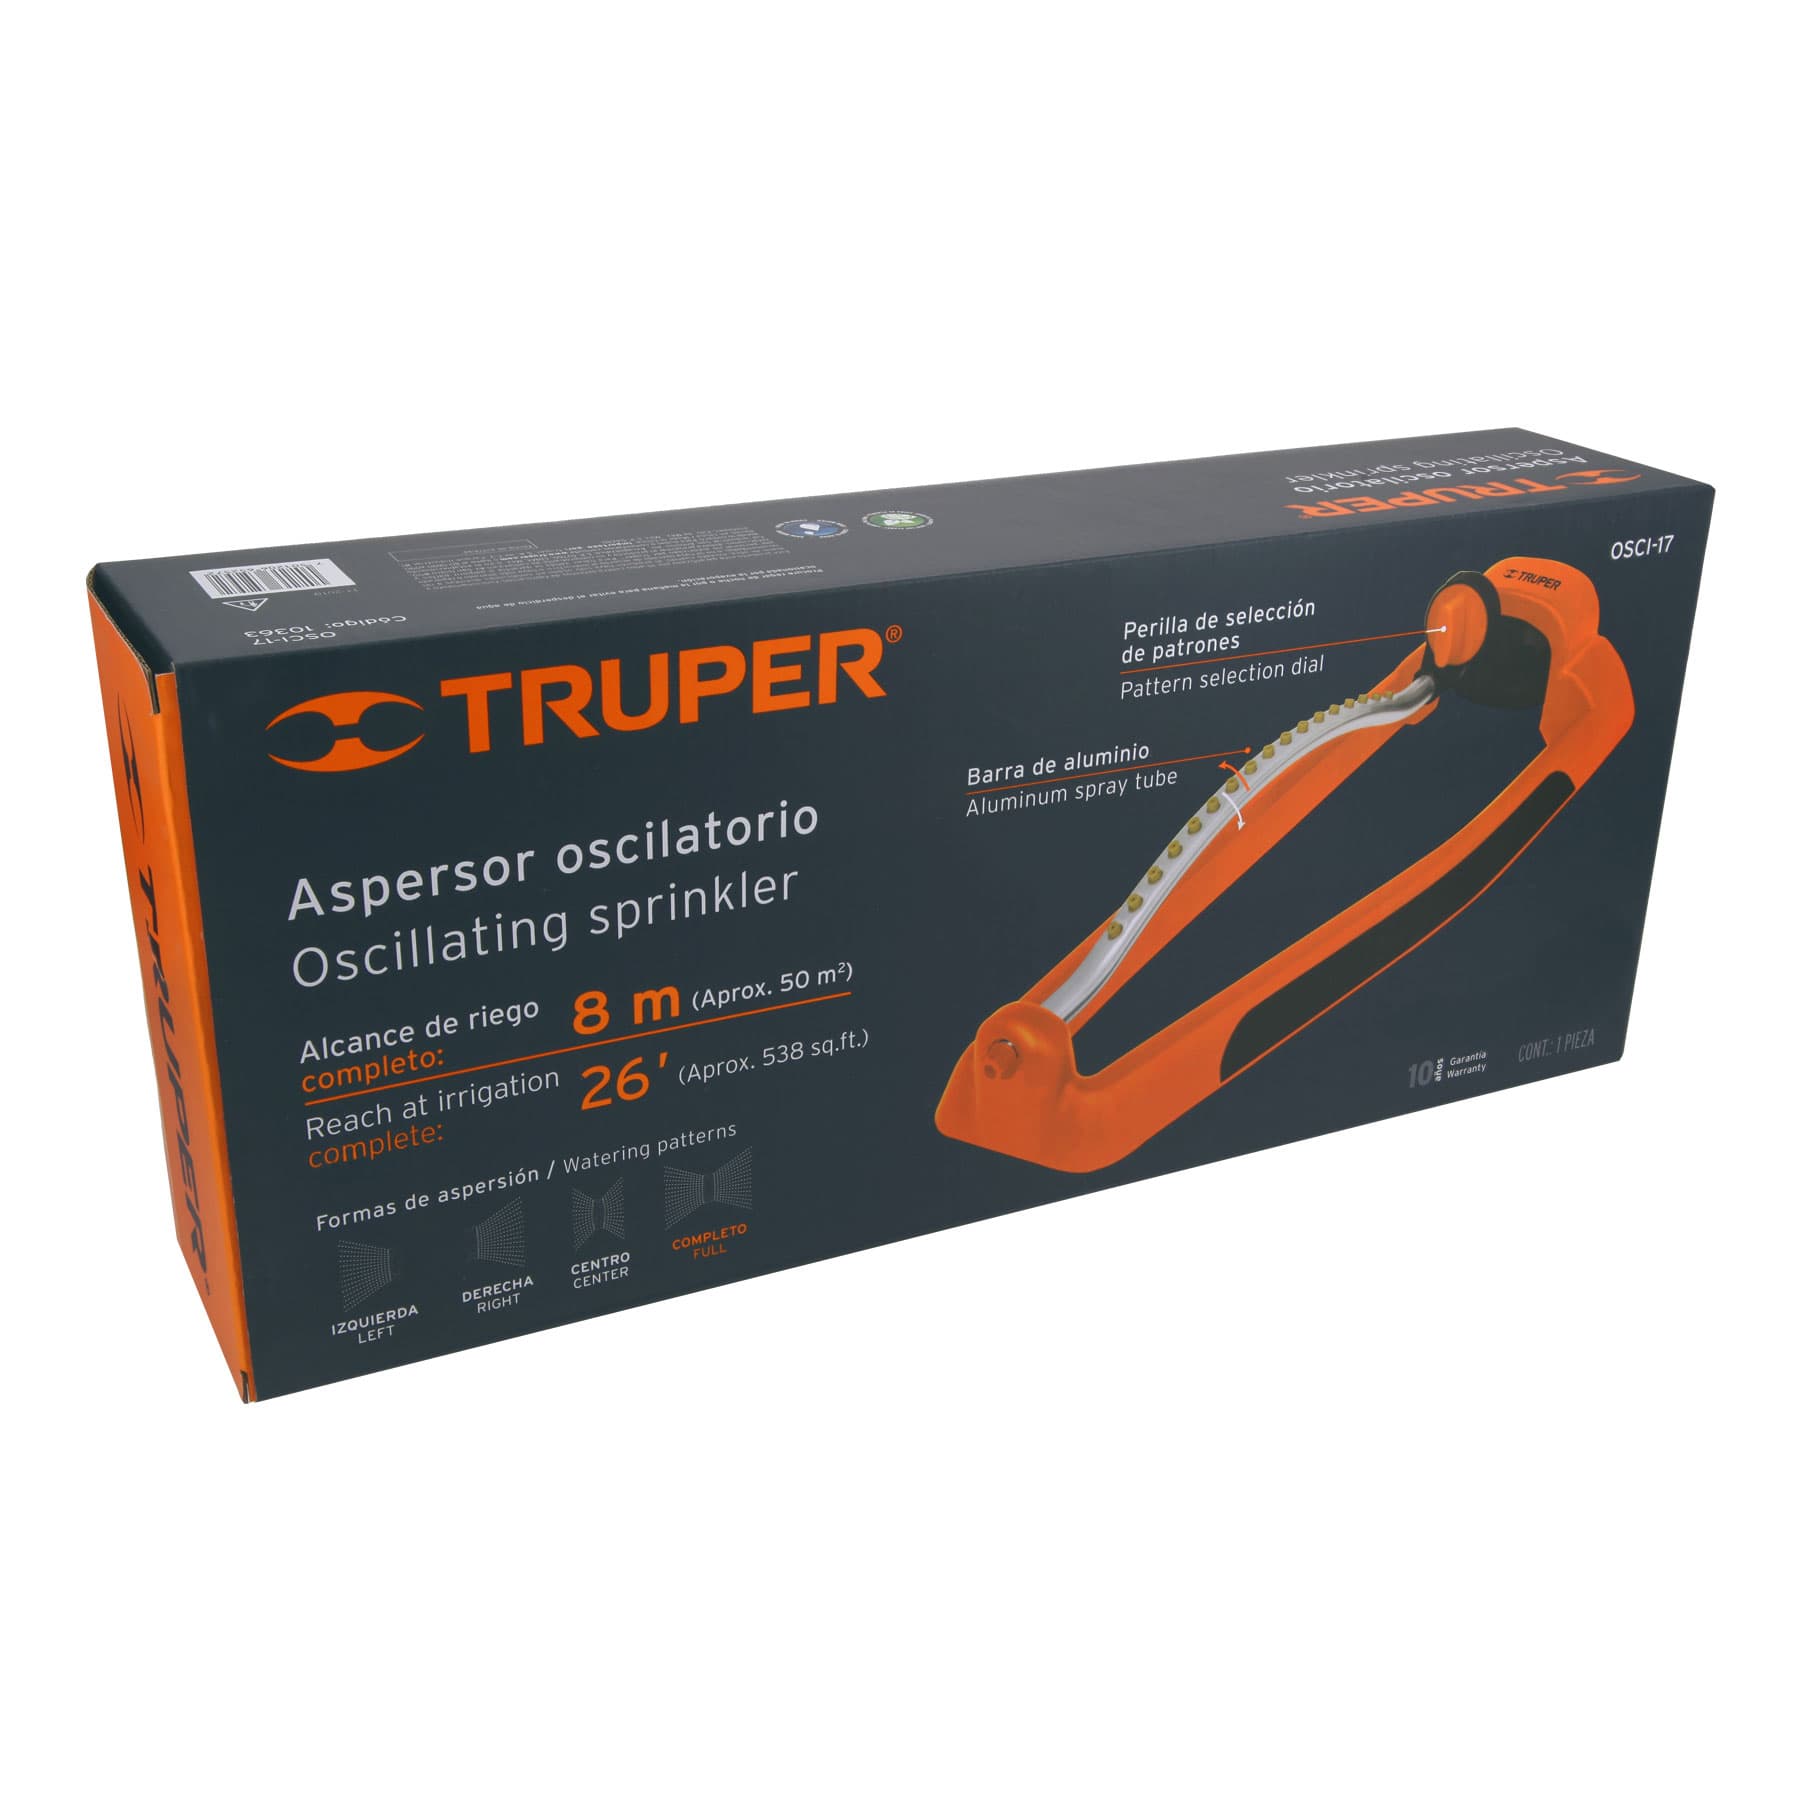 TRUPER®
Aspersor oscilatorio
Oscillating sprinkler
Alcance de riego
completo:
8 m (Aprox. 50 m²)
Reach at irrigation
complete:
26' (Aprox. 538 sq.ft.)
Formas de aspersión / Watering patterns
IZQUIERDA
LEFT
DERECHA
RIGHT
CENTRO
CENTER
COMPLETO
FULL
OSCI-17
TRUPER
Perilla de selección
de patrones
Pattern selection dial
Barra de aluminio
Aluminum spray tube
10 años Garantía
Warranty
CONT.: 1 PIEZA
TRUPER®
Aspersor oscilatorio
Oscillating sprinkler
Código: 10363
OSCI-17
TRUPER